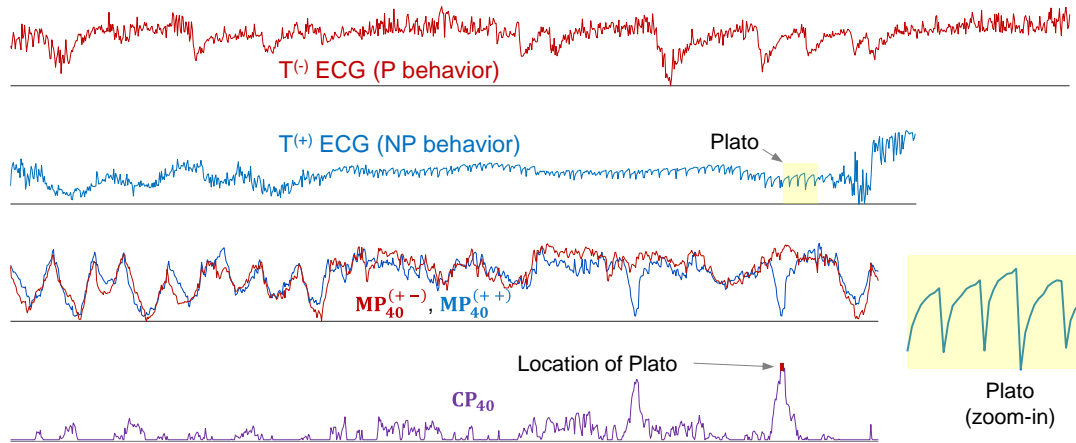 T(-) ECG (P behavior)
T(+) ECG (NP behavior)
Plato
MP40(+ -), MP40(+ +)
Location of Plato
CP40
Plato
(zoom-in)